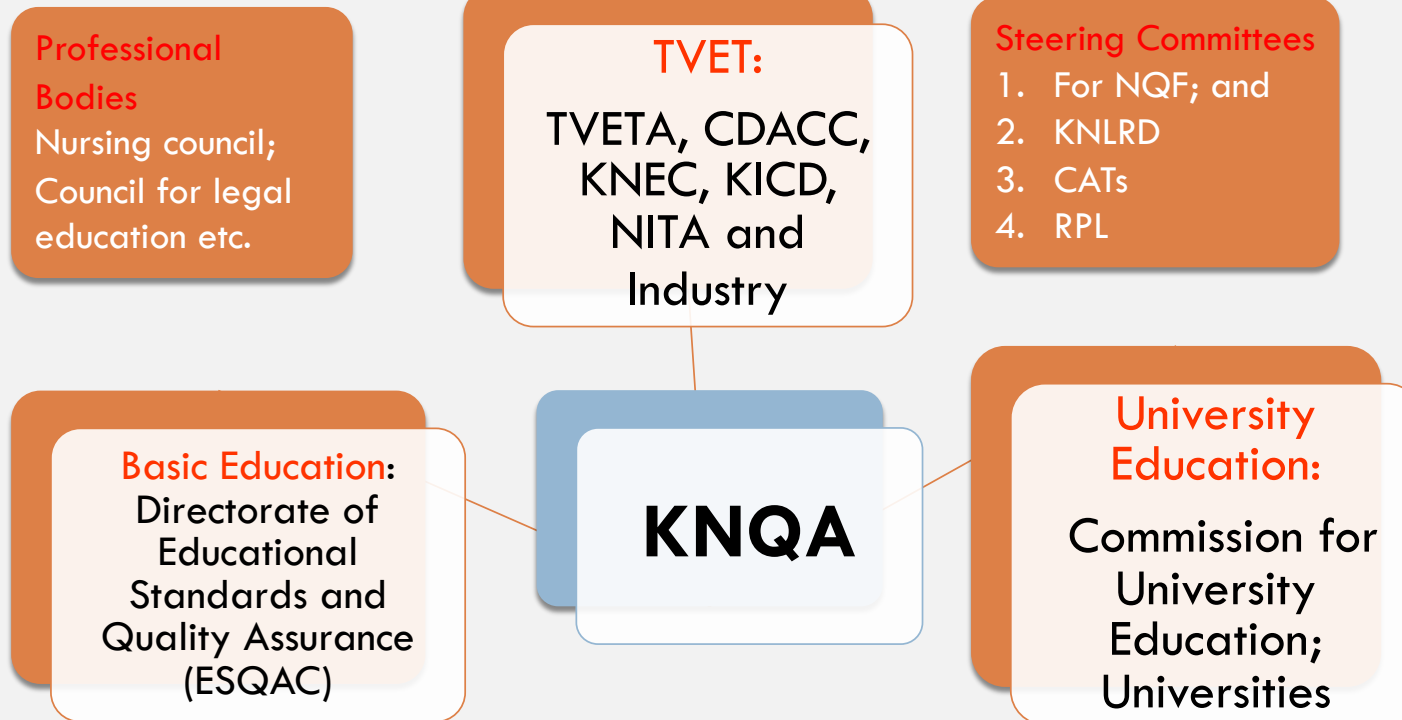 Professional
Bodies
Nursing council;
Council for legal
education etc.
TVET:
TVETA, CDACC,
KNEC, KICD,
NITA and
Industry
Steering Committees
1. For NQF; and
2. KNLRD
3. CATs
4. RPL
Basic Education:
Directorate of
Educational
Standards and
Quality Assurance
(ESQAC)
KNQA
University
Education:
Commission for
University
Education;
Universities